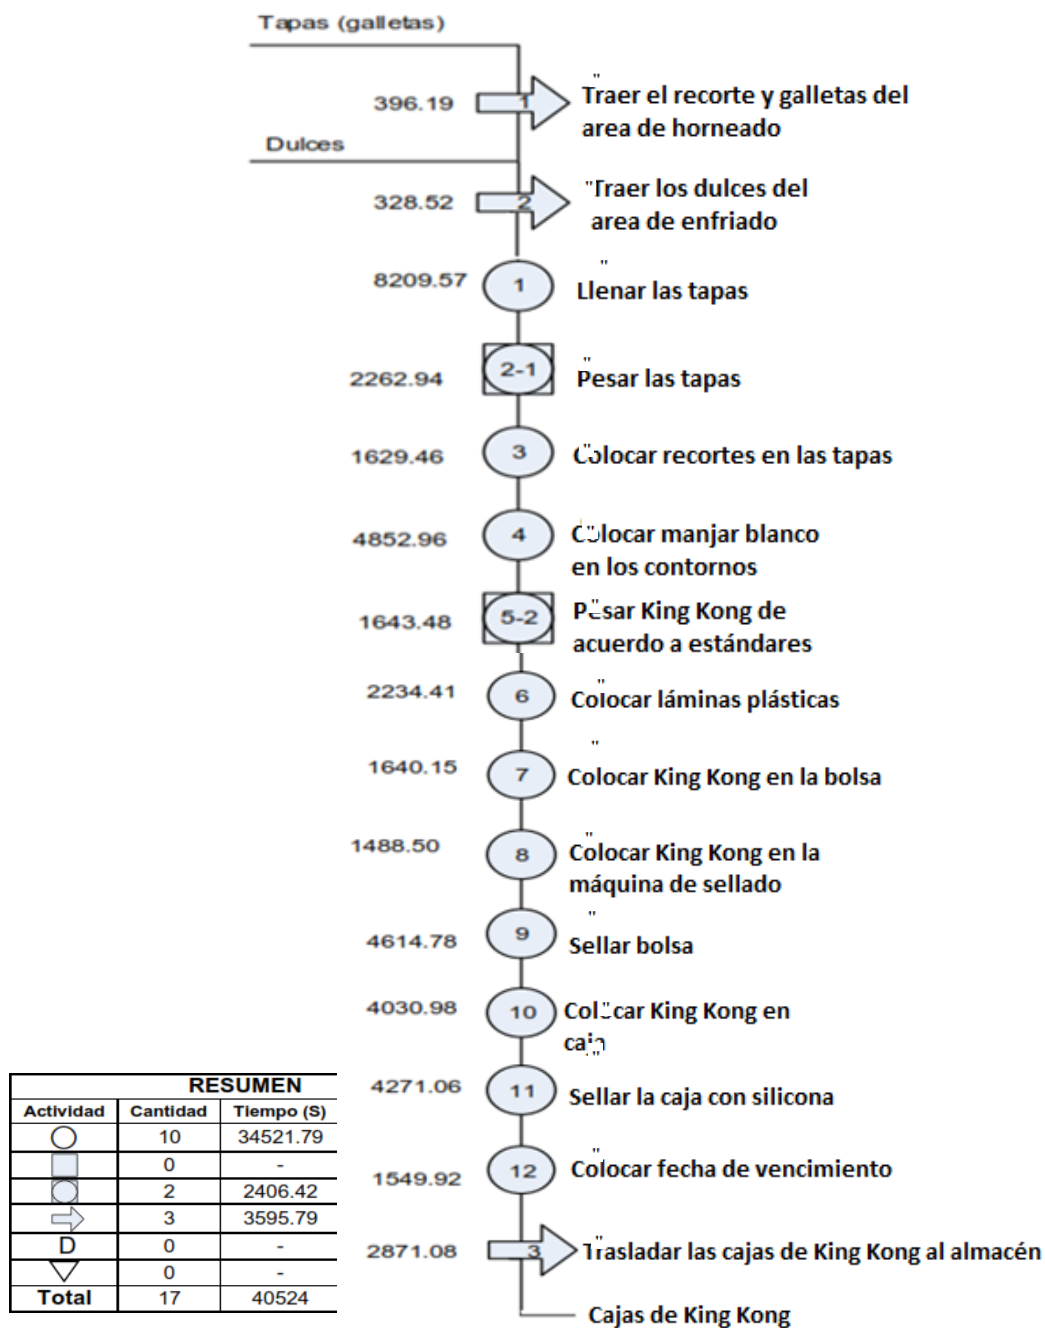 Tapas (galletas)
396.19 1 Traer el recorte y galletas del
area de horneado
Dulces
328.52 2 Traer los dulces del
area de enfriado
8209.57 1 Llenar las tapas
2262.94 2-1 Pesar las tapas
1629.46 3 Colocar recortes en las tapas
4852.96 4 Colocar manjar blanco
en los contornos
1643.48 5-2 Pesar King Kong de
acuerdo a estándares
2234.41 6 Colocar láminas plásticas
1640.15 7 Colocar King Kong en la bolsa
1488.50 8 Colocar King Kong en la
máquina de sellado
4614.78 9 Sellar bolsa
4030.98 10 Colocar King Kong en
caja
4271.06 11 Sellar la caja con silicona
1549.92 12 Colocar fecha de vencimiento
2871.08 3 Trasladar las cajas de King Kong al almacén
Cajas de King Kong
RESUMEN
Actividad Cantidad Tiempo (S)
10 34521.79
0 -
2 2406.42
3 3595.79
D 0 -
0 -
Total 17 40524